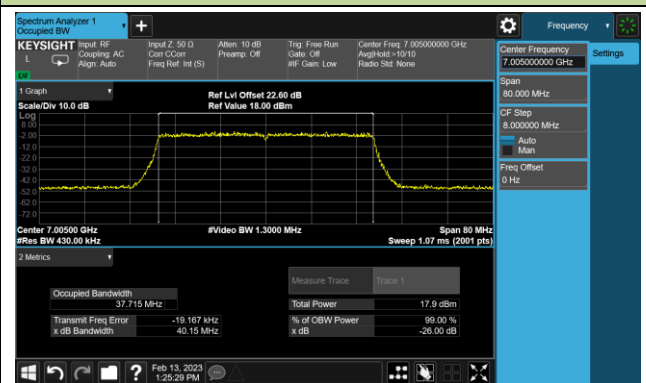 Spectrum Analyzer 1
Occupied BW
Frequency
KEYSIGHT
L
Input: RF
Coupling: AC
Align: Auto
Input Z: 50 Ω
Corr CCorr
Freq Ref: Int (S)
Atten: 10 dB
Preamp: Off
Trig: Free Run
Gate: Off
#IF Gain: Low
Center Freq: 7.005000000 GHz
Avg|Hold:>10/10
Radio Std: None
Center Frequency
7.005000000 GHz
Settings
Span
80.000 MHz
CF Step
8.000000 MHz
Auto
Man
Freq Offset
0 Hz
1 Graph
Scale/Div 10.0 dB
Ref Lvl Offset 22.60 dB
Ref Value 18.00 dBm
Log
8.00
-2.00
-12.0
-22.0
-32.0
-42.0
-52.0
-62.0
-72.0
Center 7.00500 GHz
#Res BW 430.00 kHz
#Video BW 1.3000 MHz
Span 80 MHz
Sweep 1.07 ms (2001 pts)
2 Metrics
Measure Trace
Trace 1
Occupied Bandwidth
37.715 MHz
Total Power
17.9 dBm
Transmit Freq Error
-19.167 kHz
% of OBW Power
99.00 %
x dB Bandwidth
40.15 MHz
x dB
-26.00 dB
?
Feb 13, 2023
1:25:29 PM